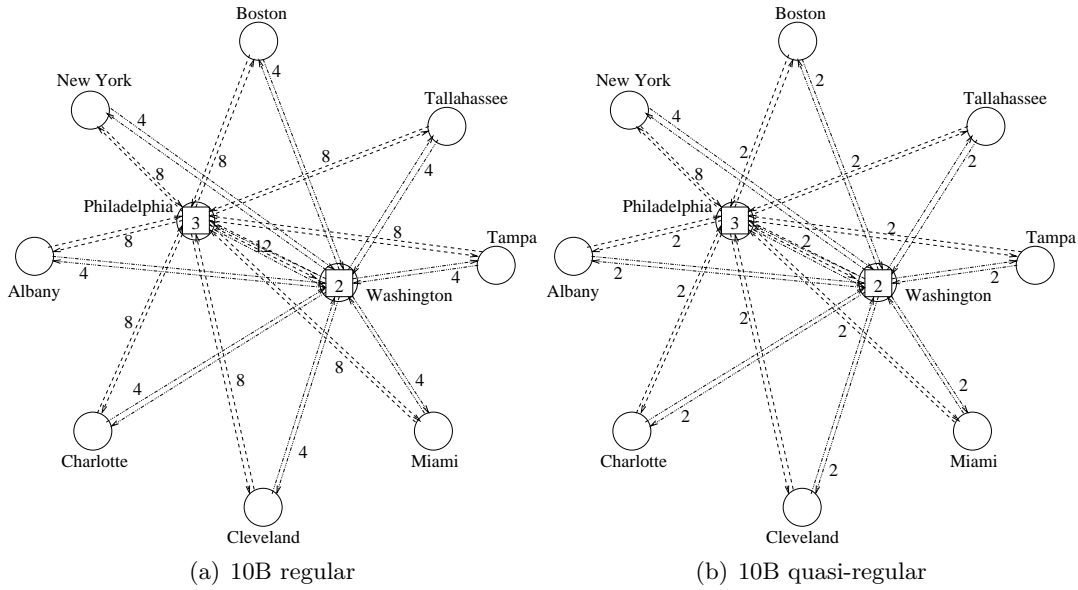 Boston
4
New York
4
Tallahassee
8
8
4
8
Philadelphia
3
8
Tampa
8
12
4
4
Albany
2
Washington
8
8
8
4
4
4
Charlotte
Miami
Cleveland
(a) 10B regular
Boston
2
New York
4
Tallahassee
2
2
2
8
Philadelphia
3
2
Tampa
2
2
2
2
Albany
2
Washington
2
2
2
2
2
2
Charlotte
Miami
Cleveland
(b) 10B quasi-regular